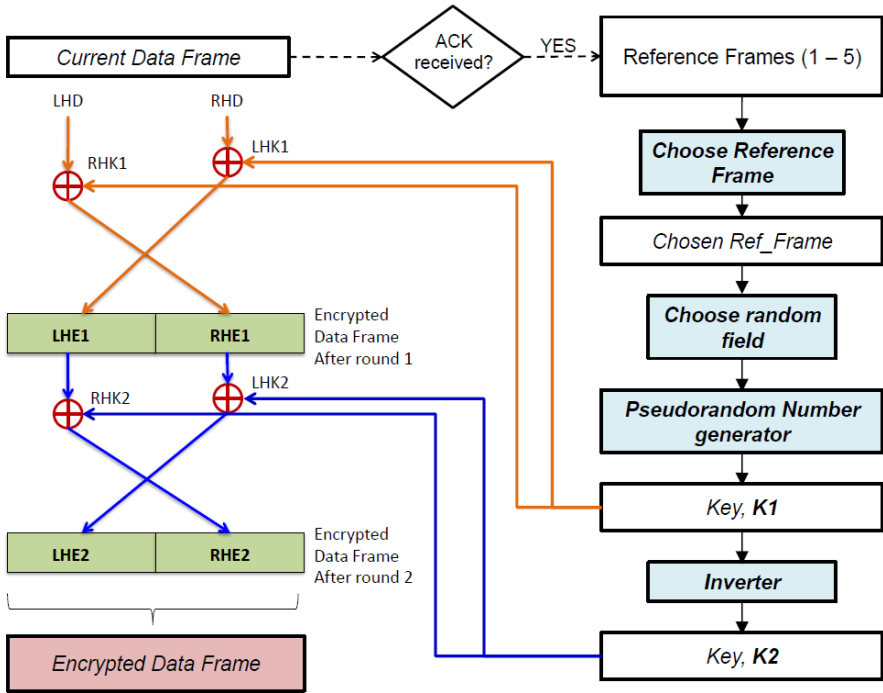 Current Data Frame
ACK
received?
YES
Reference Frames (1 – 5)
LHD
RHD
RHK1
LHK1
Choose Reference
Frame
Chosen Ref_Frame
Choose random
field
LHE1
RHE1
Encrypted
Data Frame
After round 1
RHK2
LHK2
Pseudorandom Number
generator
Key, K1
LHE2
RHE2
Encrypted
Data Frame
After round 2
Inverter
Encrypted Data Frame
Key, K2